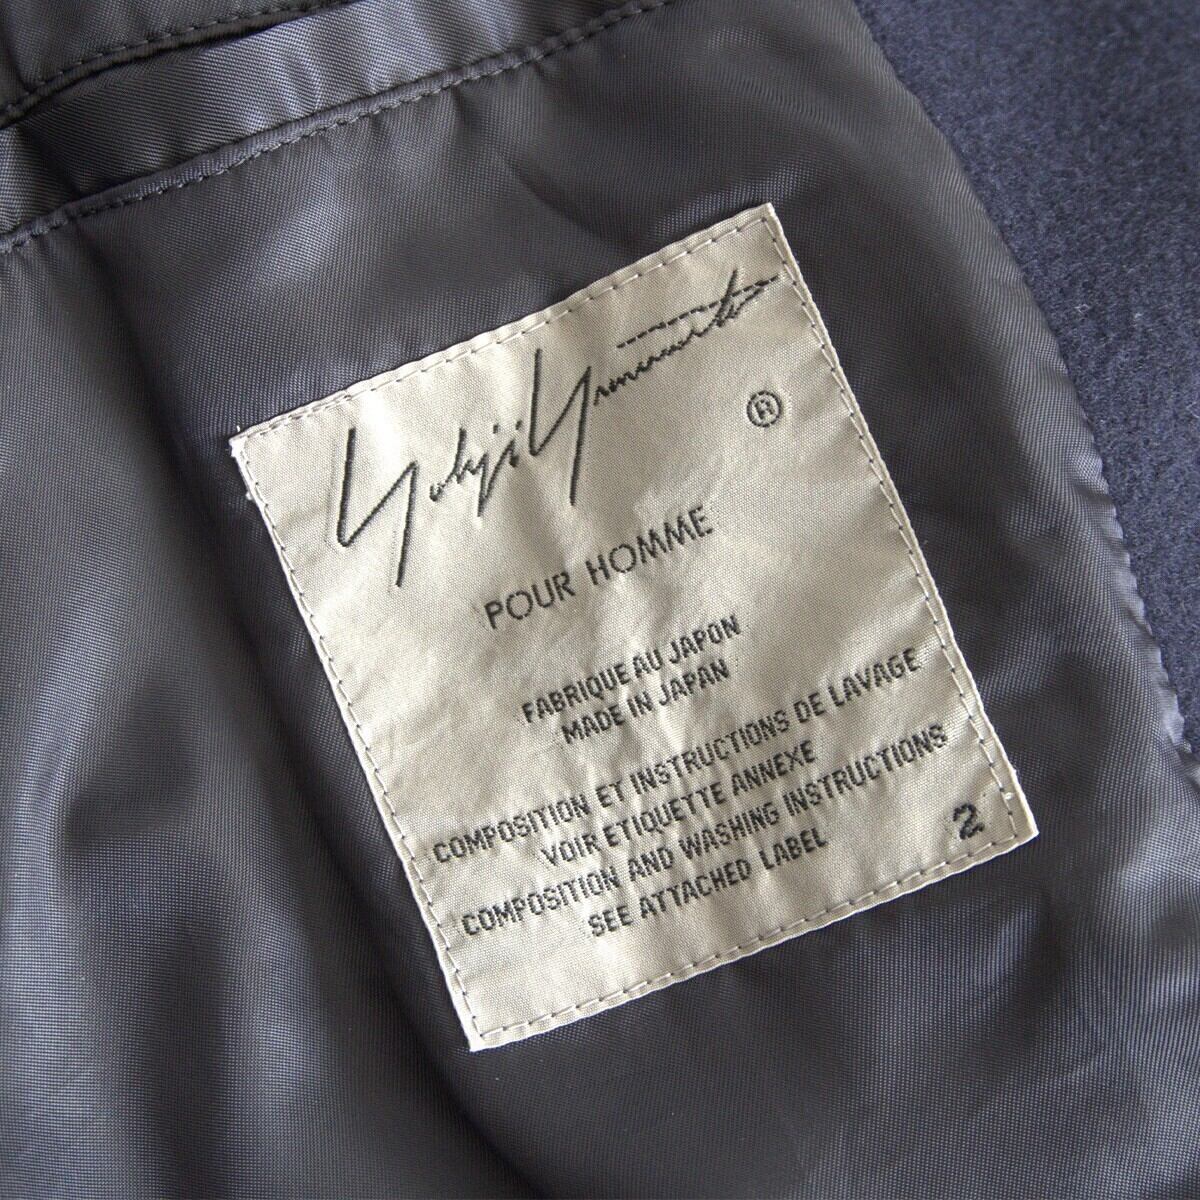 Yohji Yamamoto
®
POUR HOMME
FABRIQUE AU JAPON
MADE IN JAPAN
COMPOSITION ET INSTRUCTIONS DE LAVAGE
VOIR ETIQUETTE ANNEXE
COMPOSITION AND WASHING INSTRUCTIONS
SEE ATTACHED LABEL
2